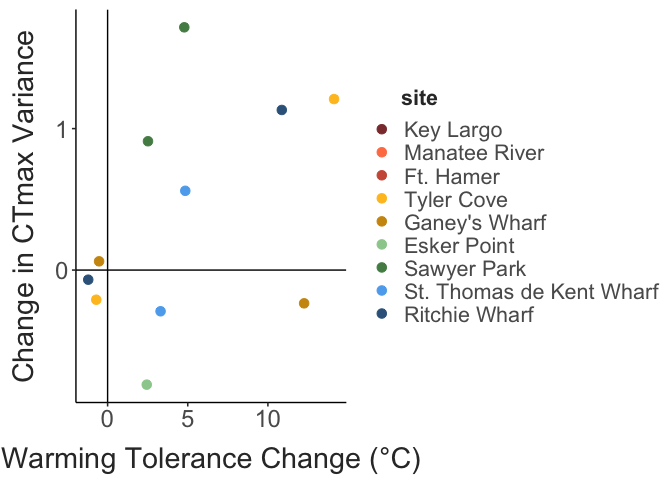 Change in CTmax Variance
1
0
0
5
10
Warming Tolerance Change (°C)
site
Key Largo
Manatee River
Ft. Hamer
Tyler Cove
Ganey's Wharf
Esker Point
Sawyer Park
St. Thomas de Kent Wharf
Ritchie Wharf